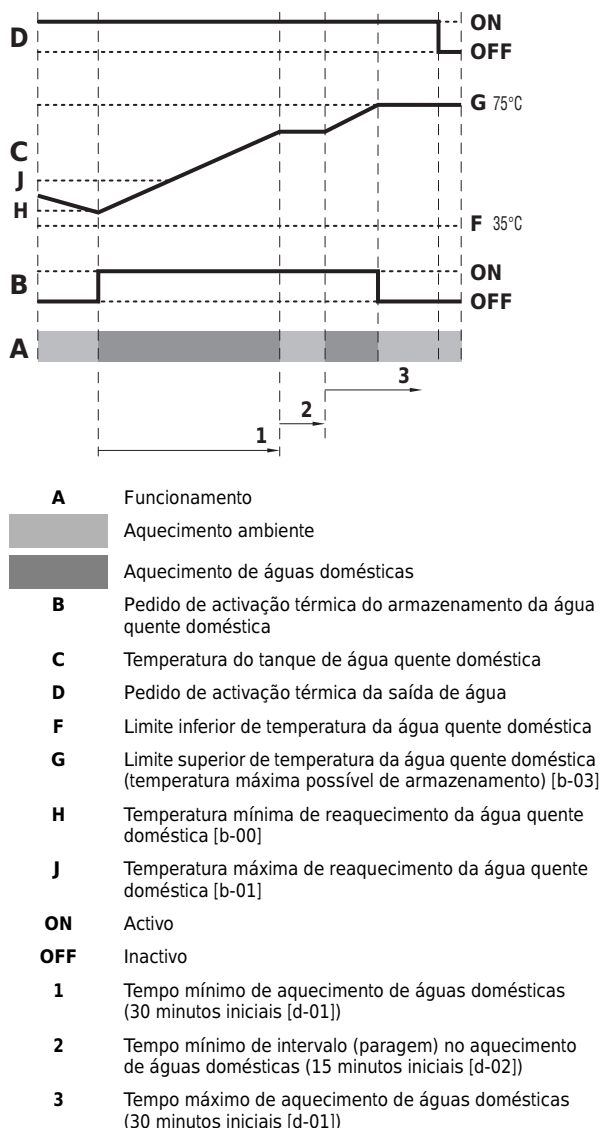 D
ON
OFF
G 75°C
C
J
H
F 35°C
B
ON
OFF
A
3
2
1
A Funcionamento
Aquecimento ambiente
Aquecimento de águas domésticas
B Pedido de activação térmica do armazenamento da água
quente doméstica
C Temperatura do tanque de água quente doméstica
D Pedido de activação térmica da saída de água
F Limite inferior de temperatura da água quente doméstica
G Limite superior de temperatura da água quente doméstica
(temperatura máxima possível de armazenamento) [b-03]
H Temperatura mínima de reaquecimento da água quente
doméstica [b-00]
J Temperatura máxima de reaquecimento da água quente
doméstica [b-01]
ON Activo
OFF Inactivo
1 Tempo mínimo de aquecimento de águas domésticas
(30 minutos iniciais [d-01])
2 Tempo mínimo de intervalo (paragem) no aquecimento
de águas domésticas (15 minutos iniciais [d-02])
3 Tempo máximo de aquecimento de águas domésticas
(30 minutos iniciais [d-01])